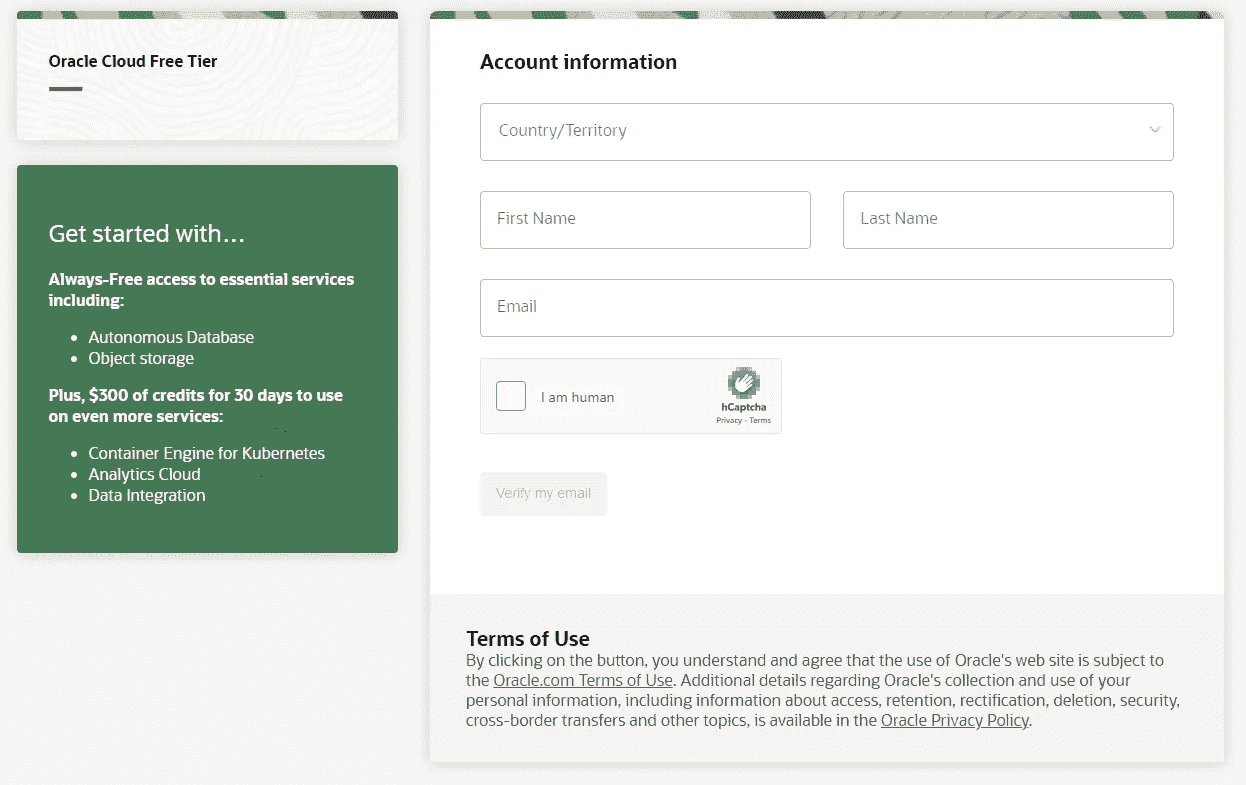 Oracle Cloud Free Tier
Get started with...
Always-Free access to essential services
including:
Autonomous Database
Object storage
Plus, $300 of credits for 30 days to use
on even more services:
Container Engine for Kubernetes
Analytics Cloud
Data Integration
Account information
Country/Territory
First Name
Last Name
Email
I am human
hCaptcha
Privacy - Terms
Verify my email
Terms of Use
By clicking on the button, you understand and agree that the use of Oracle's web site is subject to
the Oracle.com Terms of Use. Additional details regarding Oracle's collection and use of your
personal information, including information about access, retention, rectification, deletion, security,
cross-border transfers and other topics, is available in the Oracle Privacy Policy.